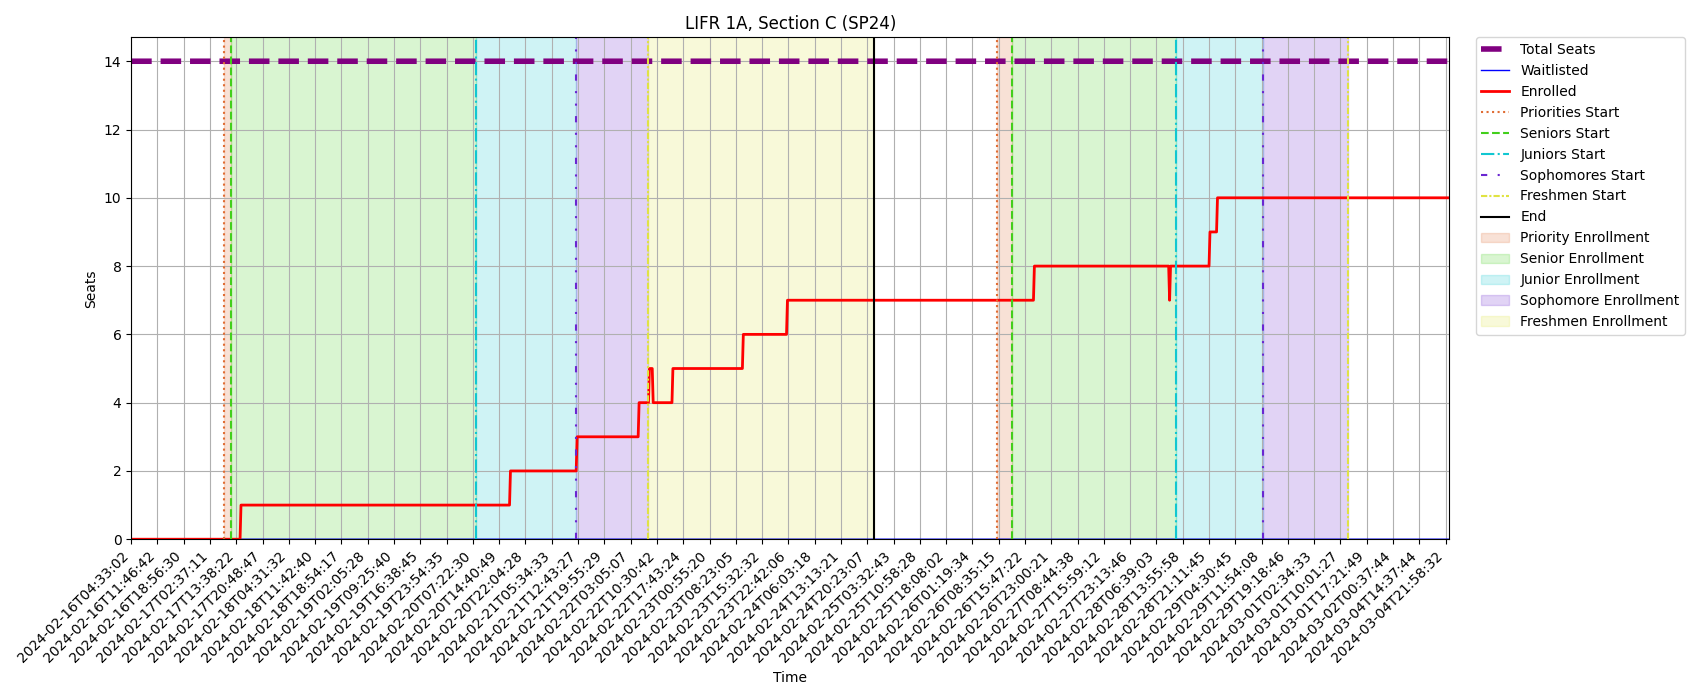 LIFR 1A, Section C (SP24)
Seats
14
12
10
8
6
4
2
0
2024-02-16T04:33:02
2024-02-16T11:46:42
2024-02-16T18:56:30
2024-02-17T02:37:11
2024-02-17T13:38:22
2024-02-17T20:48:47
2024-02-18T04:31:32
2024-02-18T11:42:40
2024-02-18T18:54:17
2024-02-19T02:05:28
2024-02-19T09:25:40
2024-02-19T16:38:45
2024-02-19T23:54:35
2024-02-20T07:22:30
2024-02-20T14:40:49
2024-02-20T22:04:28
2024-02-21T05:34:33
2024-02-21T12:43:27
2024-02-21T19:55:29
2024-02-22T03:05:07
2024-02-22T10:30:42
2024-02-22T17:43:24
2024-02-23T00:55:20
2024-02-23T08:23:05
2024-02-23T15:32:32
2024-02-23T22:42:06
2024-02-24T06:03:18
2024-02-24T13:13:21
2024-02-24T20:23:07
2024-02-25T03:32:43
2024-02-25T10:58:28
2024-02-25T18:08:02
2024-02-26T01:19:34
2024-02-26T08:35:15
2024-02-26T15:47:22
2024-02-26T23:00:21
2024-02-27T08:44:38
2024-02-27T15:59:12
2024-02-27T23:13:46
2024-02-28T06:39:03
2024-02-28T13:55:58
2024-02-28T21:11:45
2024-02-29T04:30:45
2024-02-29T11:54:08
2024-02-29T19:18:46
2024-03-01T02:34:33
2024-03-01T10:01:27
2024-03-01T17:21:49
2024-03-02T00:37:44
2024-03-04T14:37:44
2024-03-04T21:58:32
Time
Total Seats
Waitlisted
Enrolled
Priorities Start
Seniors Start
Juniors Start
Sophomores Start
Freshmen Start
End
Priority Enrollment
Senior Enrollment
Junior Enrollment
Sophomore Enrollment
Freshmen Enrollment